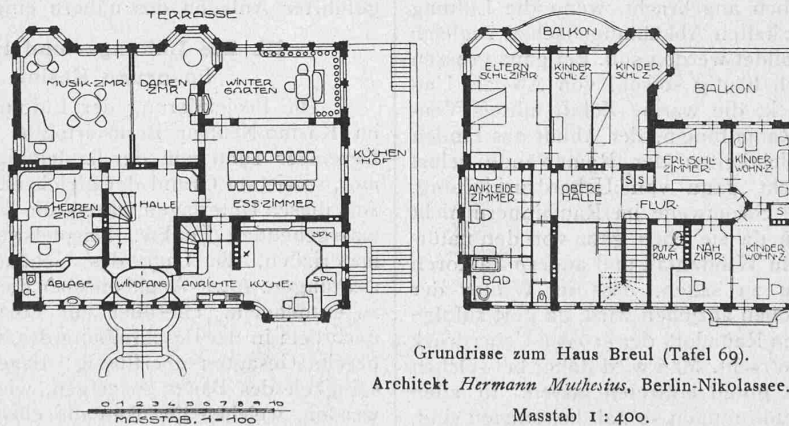 TERRASSE
MUSIK-ZMR.
DAMEN
ZMR.
WINTER
GARTEN
KÜCHEN
HOF
HERREN
ZMR.
HALLE
ESS-ZIMMER
SPK.
CL.
ABLAGE
WINDFANG
ANRICHTE
KÜCHE
SPK.
0 1 2 3 4 5 6 7 8 9 10
MASSTAB. 1-100
BALKON
ELTERN
SCHL.ZIMR.
KINDER
SCHL.Z.
KINDER
SCHL.Z.
BALKON
FRL.SCHL.
ZIMMER
KINDER
WOHN-Z.
ANKLEIDE
ZIMMER
OBERE
HALLE
S S
FLUR.
S
BAD
PUTZ
RAUM
NÄH
ZIMR.
KINDER
WOHN-Z.
Grundrisse zum Haus Breul (Tafel 69).
Architekt Hermann Muthesius, Berlin-Nikolassee.
Masstab 1 : 400.